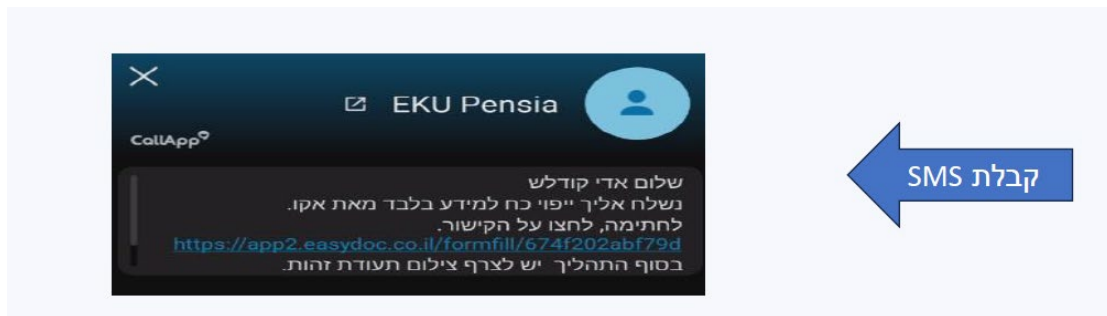 EKU Pensia
CallApp
שלום אדי קודלש
נשלח אליך ייפוי כח למידע בלבד מאת אקו.
לחתימה, לחצו על הקישור.
https://app2.easydoc.co.il/formfill/674f202abf79d
בסוף התהליך יש לצרף צילום תעודת זהות.
קבלת SMS